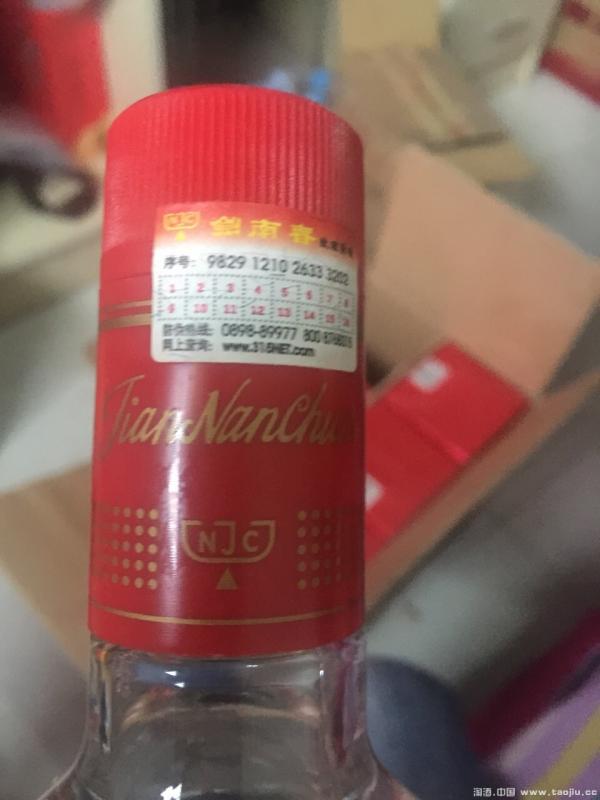 NJC 剑南春
序号: 9829 1210 2633 3202
1 2 3 4 5 6 7 8
9 10 11 12 13 14 15 16
防伪热线: 0898-89977 800
网上查询: www.315NET.com
JianNanChun
NJC
淘酒.中国 www.taojiu.cc